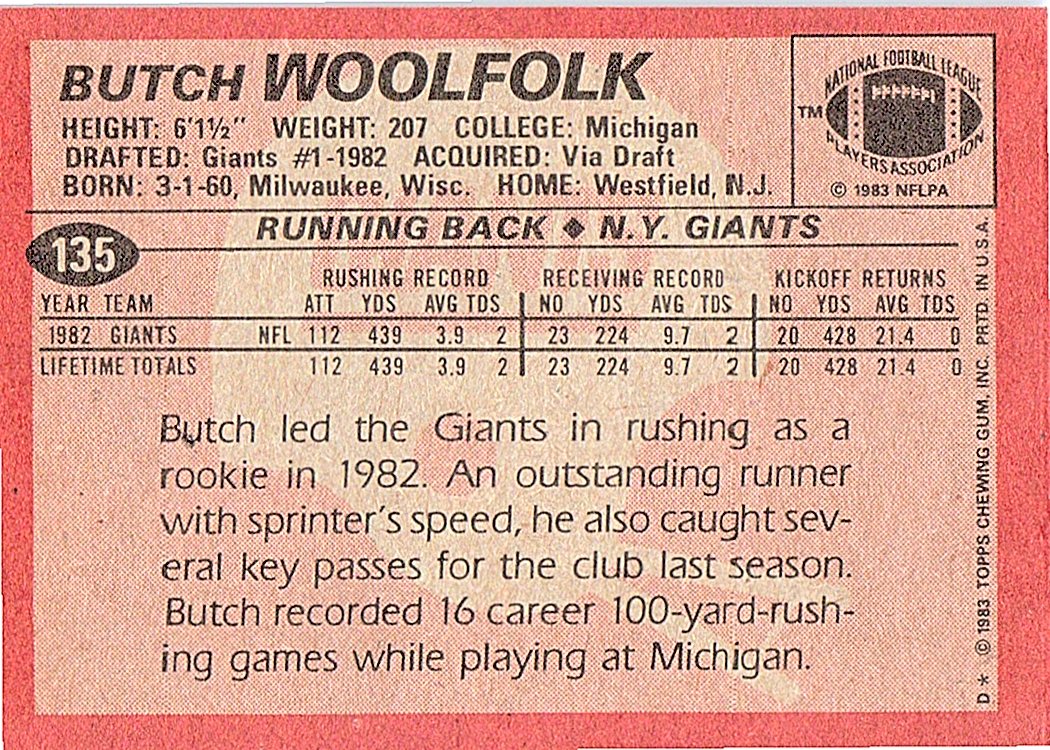 BUTCH WOOLFOLK
HEIGHT: 6'1½" WEIGHT: 207 COLLEGE: Michigan
DRAFTED: Giants #1-1982 ACQUIRED: Via Draft
BORN: 3-1-60, Milwaukee, Wisc. HOME: Westfield, N.J.
NATIONAL FOOTBALL LEAGUE
TM
PLAYERS ASSOCIATION
© 1983 NFLPA
RUNNING BACK ♦ N.Y. GIANTS
135
RUSHING RECORD RECEIVING RECORD KICKOFF RETURNS
YEAR TEAM ATT YDS AVG TDS NO YDS AVG TDS NO YDS AVG TDS
1982 GIANTS NFL 112 439 3.9 2 23 224 9.7 2 20 428 21.4 0
LIFETIME TOTALS 112 439 3.9 2 23 224 9.7 2 20 428 21.4 0
Butch led the Giants in rushing as a
rookie in 1982. An outstanding runner
with sprinter's speed, he also caught sev-
eral key passes for the club last season.
Butch recorded 16 career 100-yard-rush-
ing games while playing at Michigan.
D* © 1983 TOPPS CHEWING GUM, INC. PRTD. IN U.S.A.